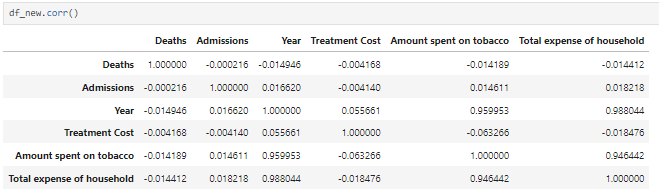 df_new.corr()
Deaths Admissions Year Treatment Cost Amount spent on tobacco Total expense of household
Deaths 1.000000 -0.000216 -0.014946 -0.004168 -0.014189 -0.014412
Admissions -0.000216 1.000000 0.016620 -0.004140 0.014611 0.018218
Year -0.014946 0.016620 1.000000 0.055661 0.959953 0.988044
Treatment Cost -0.004168 -0.004140 0.055661 1.000000 -0.063266 -0.018476
Amount spent on tobacco -0.014189 0.014611 0.959953 -0.063266 1.000000 0.946442
Total expense of household -0.014412 0.018218 0.988044 -0.018476 0.946442 1.000000